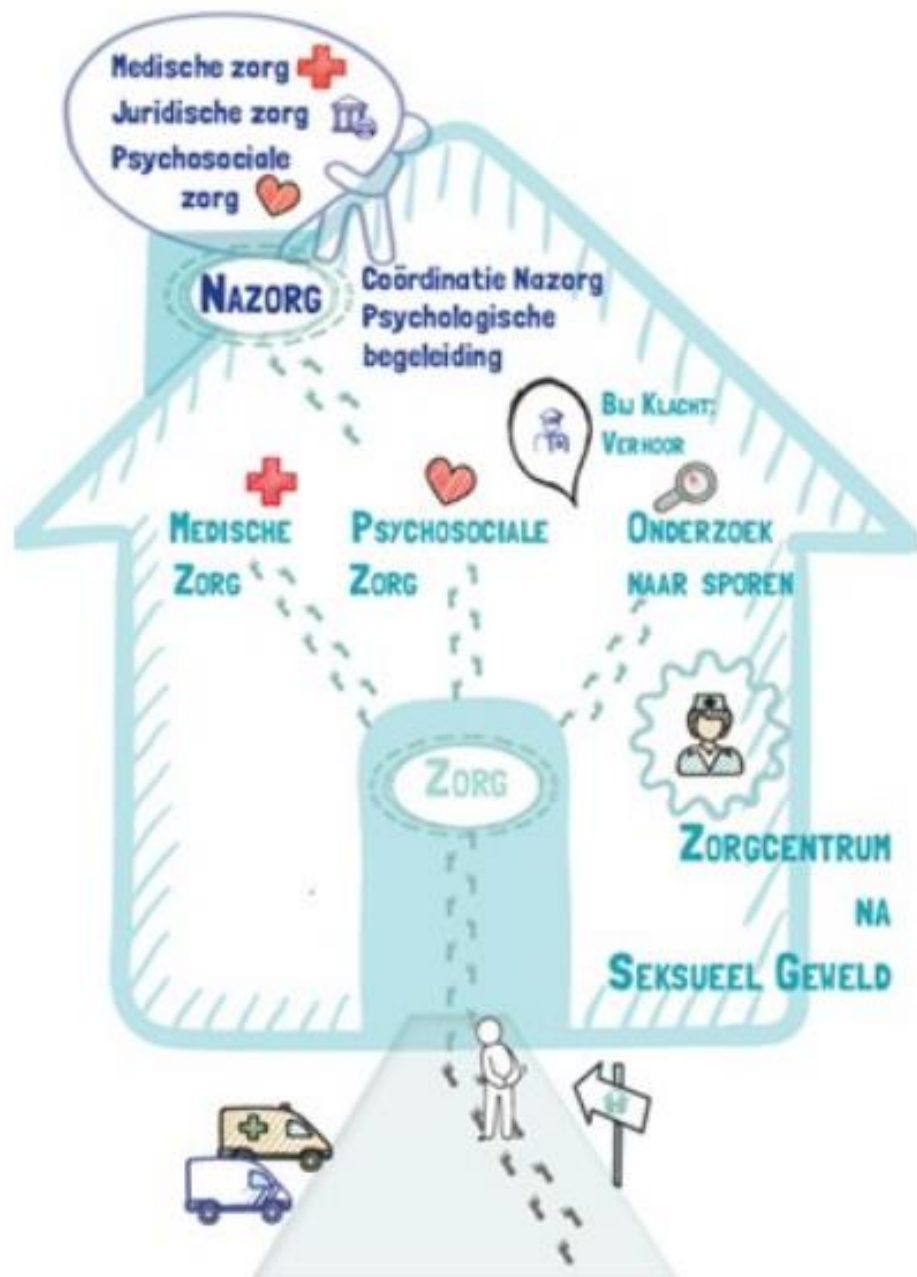 Medische zorg
Juridische zorg
Psychosociale
zorg
NAZORG
Coördinatie Nazorg
Psychologische
begeleiding
BIJ KLACHT:
VERHOOR
MEDISCHE
ZORG
PSYCHOSOCIALE
ZORG
ONDERZOEK
NAAR SPOREN
ZORG
ZORGCENTRUM
NA
SEKSUEEL GEWELD